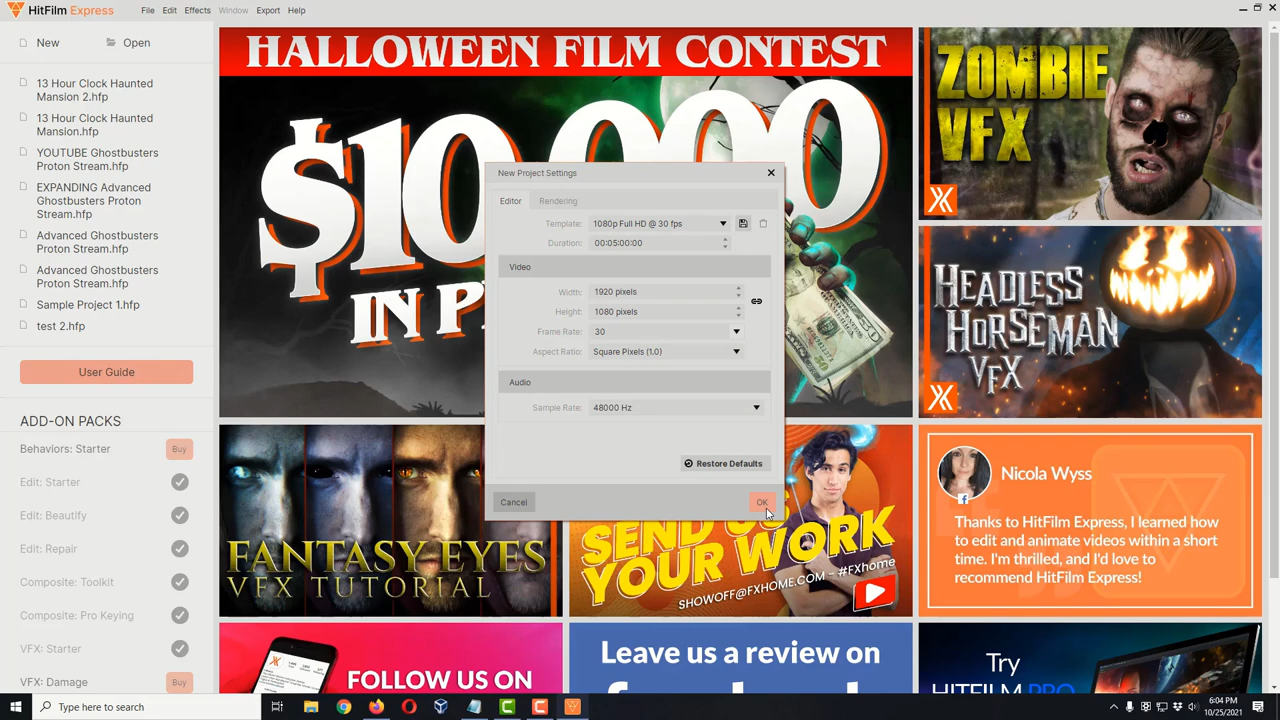 HitFilm Express
File Edit Effects Window Export Help
New Open
13 Hour Clock Haunted
Mansion 2.hfp
13 Hour Clock Haunted
Mansion.hfp
YOUTUBE Ghostbusters
Proton Stream.hfp
EXPANDING Advanced
Ghostbusters Proton
Stream.hfp
Advanced Ghostbusters
Proton Stream.hfp
Advanced Ghostbusters
Proton Stream.hfp
Sample Project 1.hfp
test 2.hfp
User Guide
ADD-ON PACKS
Behaviors: Starter Buy
Edit: Starter
Edit: Beautify
Edit: Repair
Composite: Toolkit
Composite: Pro Keying
VFX: Starter
VFX: Damage Buy
HALLOWEEN FILM CONTEST
$10,000
IN P
ZOMBIE
VFX
HEADLESS
HORSEMAN
VFX
New Project Settings
Editor Rendering
Template: 1080p Full HD @ 30 fps
Duration: 00:05:00:00
Video
Width: 1920 pixels
Height: 1080 pixels
Frame Rate: 30
Aspect Ratio: Square Pixels (1.0)
Audio
Sample Rate: 48000 Hz
Restore Defaults
Cancel OK
FANTASY EYES
VFX TUTORIAL
SEND US
YOUR WORK
SHOWOFF@FXHOME.COM - #FXhome
Nicola Wyss
Thanks to HitFilm Express, I learned how
to edit and animate videos within a short
time. I'm thrilled, and I'd love to
recommend HitFilm Express!
FOLLOW US ON
Leave us a review on
Try
HITFILM PRO
Type here to search
6:04 PM
10/25/2021